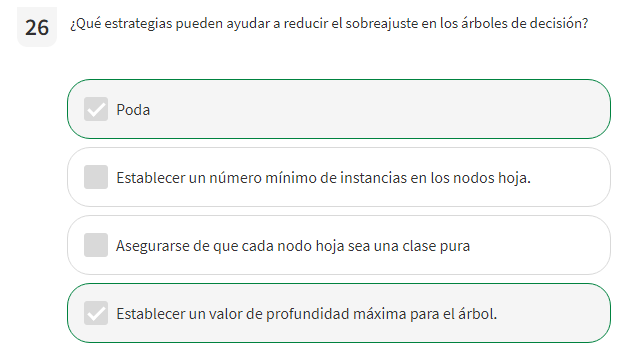 26
¿Qué estrategias pueden ayudar a reducir el sobreajuste en los árboles de decisión?
Poda
Establecer un número mínimo de instancias en los nodos hoja.
Asegurarse de que cada nodo hoja sea una clase pura
Establecer un valor de profundidad máxima para el árbol.